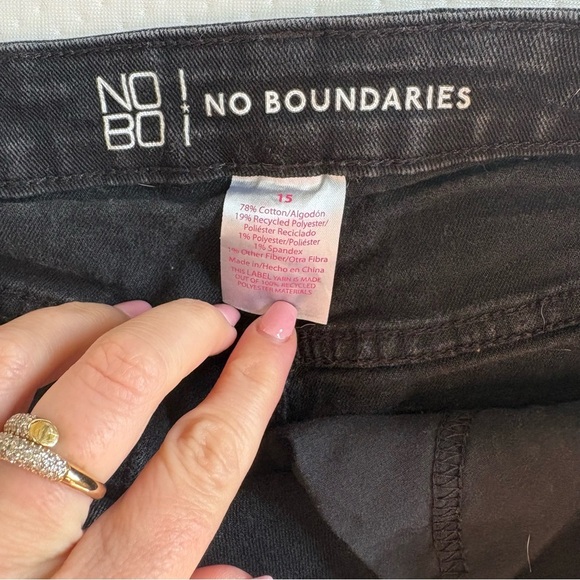 NO
BO
NO BOUNDARIES
15
78% Cotton/Algodón
19% Recycled Polyester/
Poliéster Reciclado
1% Polyester/Poliéster
1% Spandex
1% Other Fiber/Otra Fibra
Made in/Hecho en China
THIS LABEL YARN IS MADE
OUT OF 100% RECYCLED
POLYESTER MATERIALS